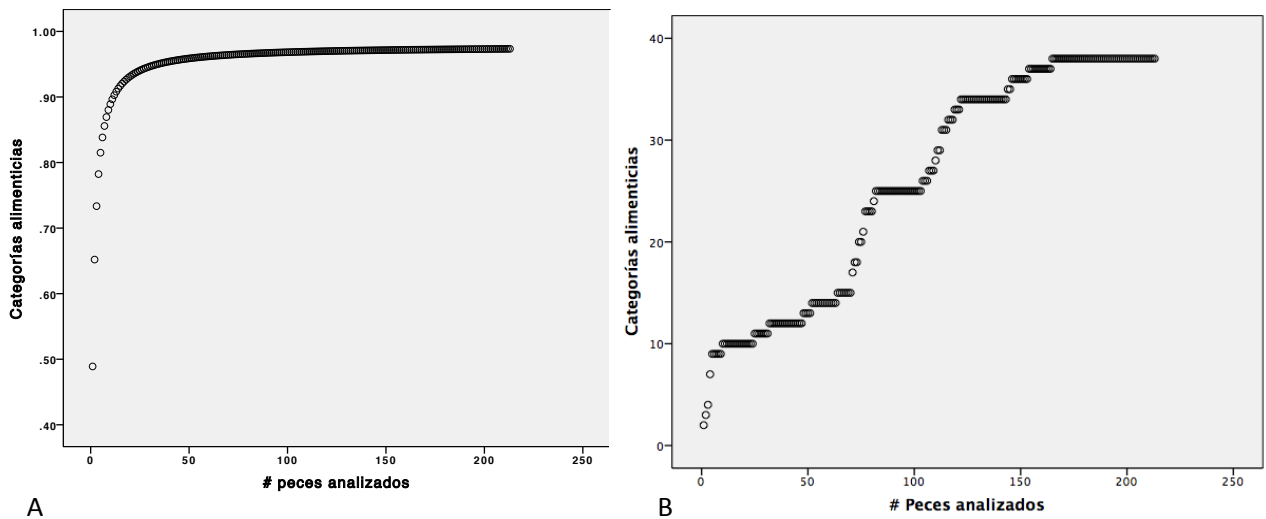 1.00
.90
.80
.70
.60
.50
.40
Categorías alimenticias
0 50 100 150 200 250
# peces analizados
A
40
30
20
10
0
Categorías alimenticias
0 50 100 150 200 250
# Peces analizados
B